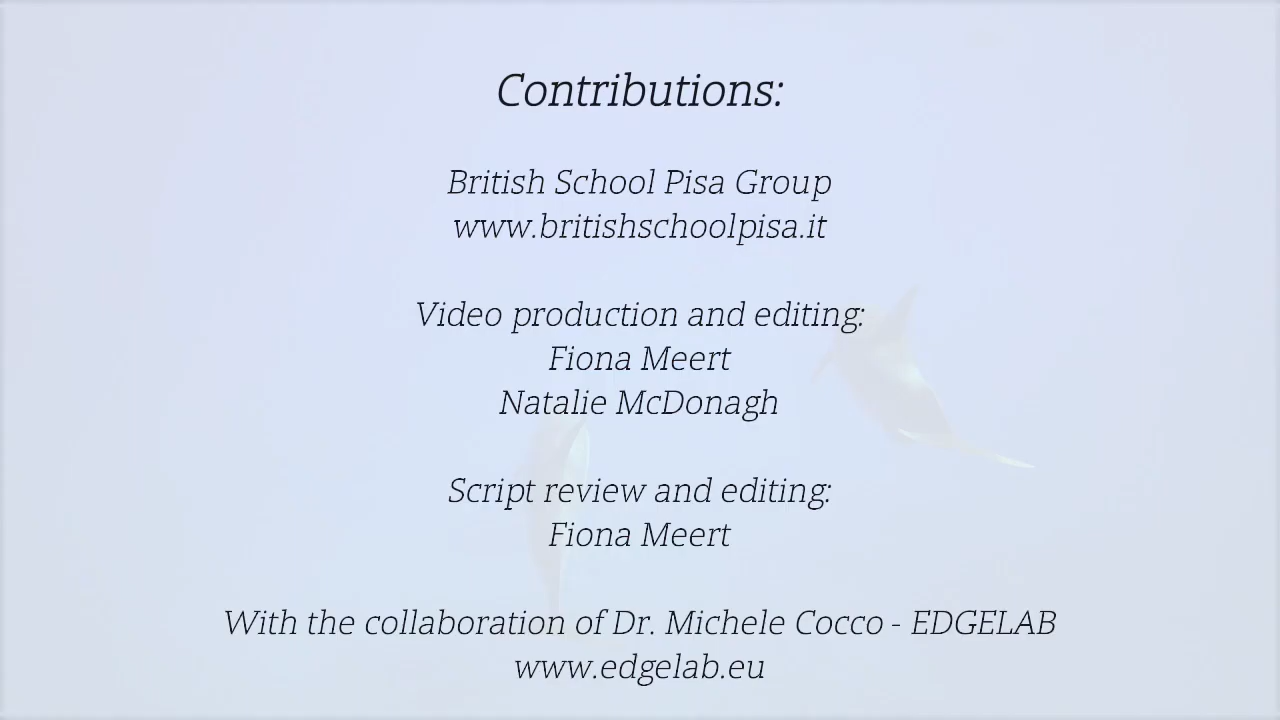 Contributions:
British School Pisa Group
www.britishschoolpisa.it
Video production and editing:
Fiona Meert
Natalie McDonagh
Script review and editing:
Fiona Meert
With the collaboration of Dr. Michele Cocco - EDGELAB
www.edgelab.eu